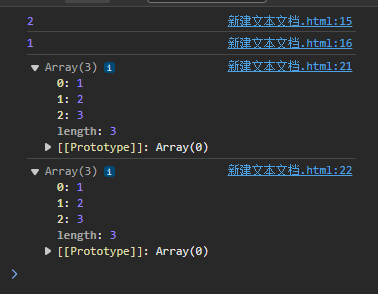 2 新建文本文档.html:15
1 新建文本文档.html:16
Array(3) i 新建文本文档.html:21
0: 1
1: 2
2: 3
length: 3
[[Prototype]]: Array(0)
Array(3) i 新建文本文档.html:22
0: 1
1: 2
2: 3
length: 3
[[Prototype]]: Array(0)